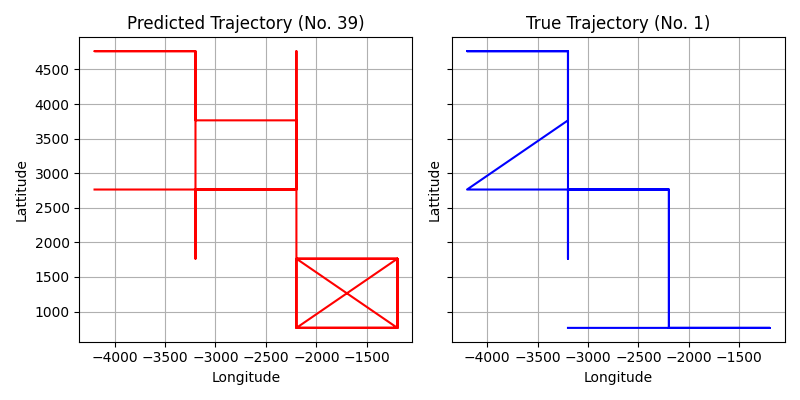 Predicted Trajectory (No. 39)
True Trajectory (No. 1)
Lattitude
4500
4000
3500
3000
2500
2000
1500
1000
−4000 −3500 −3000 −2500 −2000 −1500
Longitude
Lattitude
−4000 −3500 −3000 −2500 −2000 −1500
Longitude